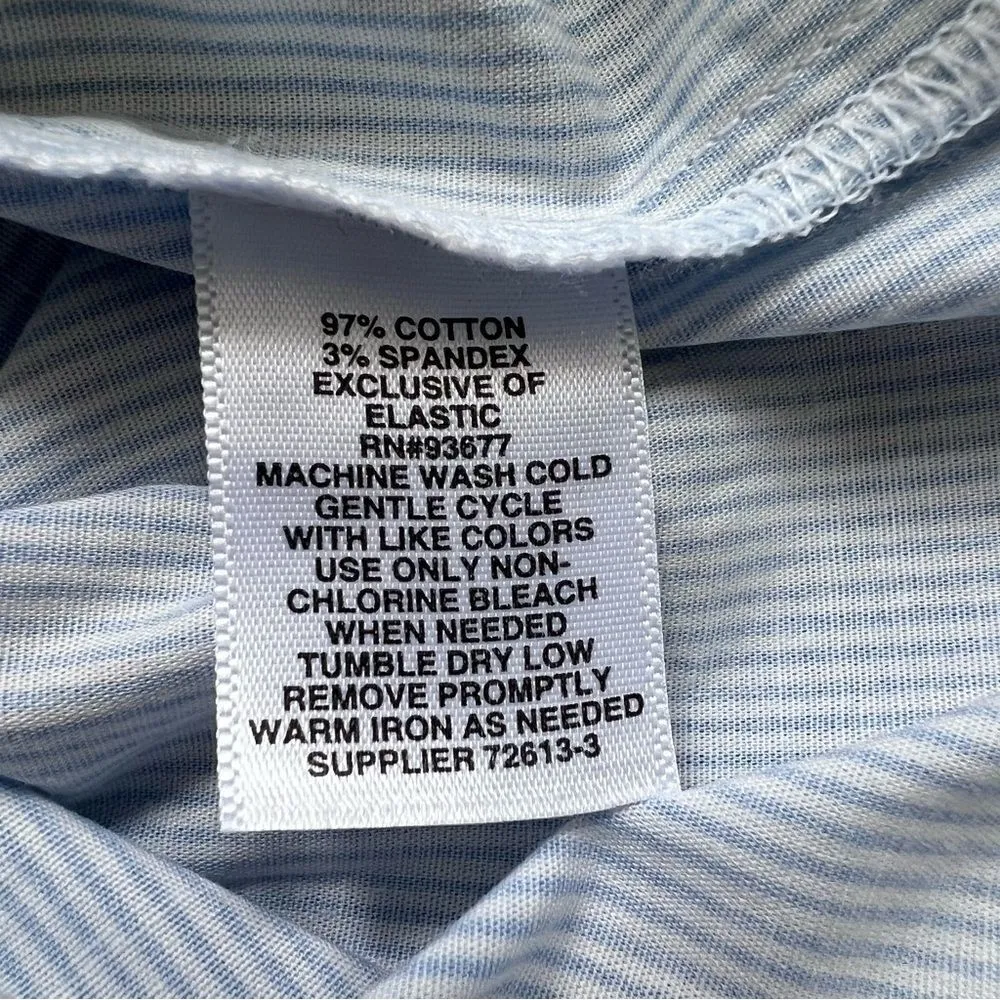 97% COTTON
3% SPANDEX
EXCLUSIVE OF
ELASTIC
RN#93677
MACHINE WASH COLD
GENTLE CYCLE
WITH LIKE COLORS
USE ONLY NON-
CHLORINE BLEACH
WHEN NEEDED
TUMBLE DRY LOW
REMOVE PROMPTLY
WARM IRON AS NEEDED
SUPPLIER 72613-3